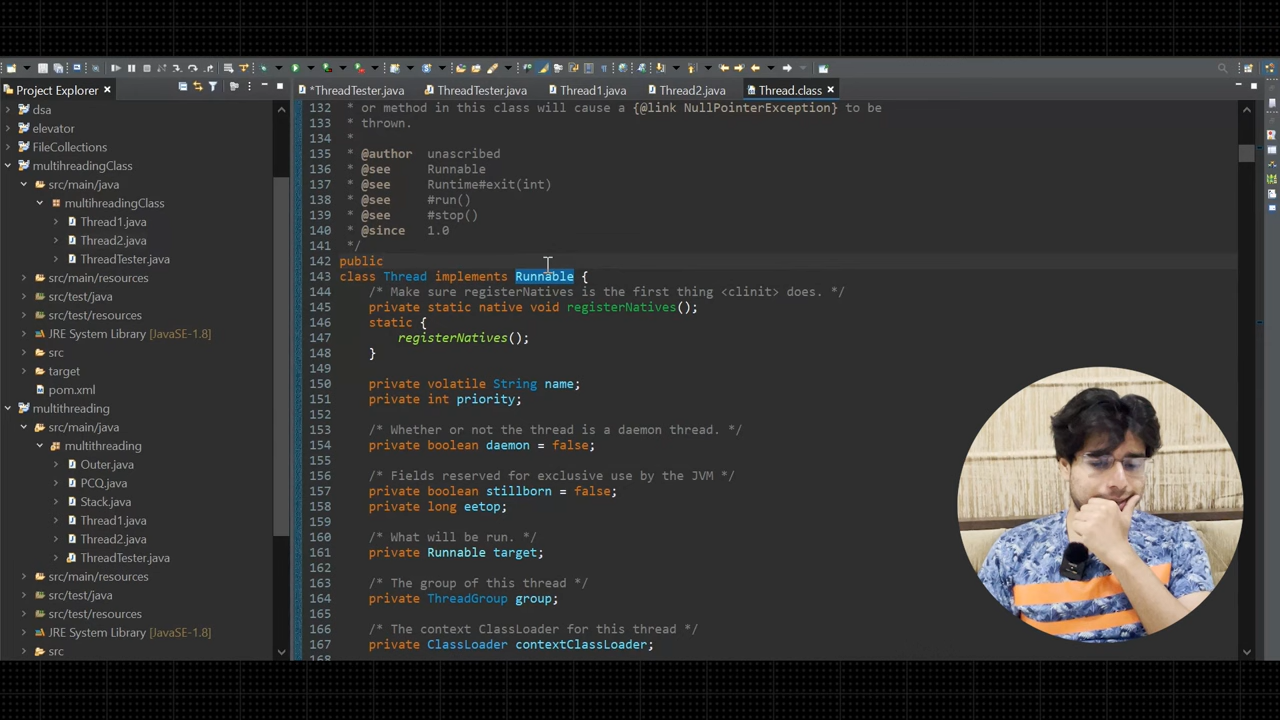 Project Explorer
*ThreadTester.java
ThreadTester.java
Thread1.java
Thread2.java
Thread.class
dsa
elevator
FileCollections
multihreadingClass
src/main/java
multihreadingClass
Thread1.java
Thread2.java
ThreadTester.java
src/main/resources
src/test/java
src/test/resources
JRE System Library [JavaSE-1.8]
src
target
pom.xml
multithreading
src/main/java
multithreading
Outer.java
PCQ.java
Stack.java
Thread1.java
Thread2.java
ThreadTester.java
src/main/resources
src/test/java
src/test/resources
JRE System Library [JavaSE-1.8]
src
132 * or method in this class will cause a {@link NullPointerException} to be
133 * thrown.
134 *
135 * @author unascribed
136 * @see Runnable
137 * @see Runtime#exit(int)
138 * @see #run()
139 * @see #stop()
140 * @since 1.0
141 */
142 public
143 class Thread implements Runnable {
144 /* Make sure registerNatives is the first thing <clinit> does. */
145 private static native void registerNatives();
146 static {
147 registerNatives();
148 }
149
150 private volatile String name;
151 private int priority;
152
153 /* Whether or not the thread is a daemon thread. */
154 private boolean daemon = false;
155
156 /* Fields reserved for exclusive use by the JVM */
157 private boolean stillborn = false;
158 private long eetop;
159
160 /* What will be run. */
161 private Runnable target;
162
163 /* The group of this thread */
164 private ThreadGroup group;
165
166 /* The context ClassLoader for this thread */
167 private ClassLoader contextClassLoader;
168